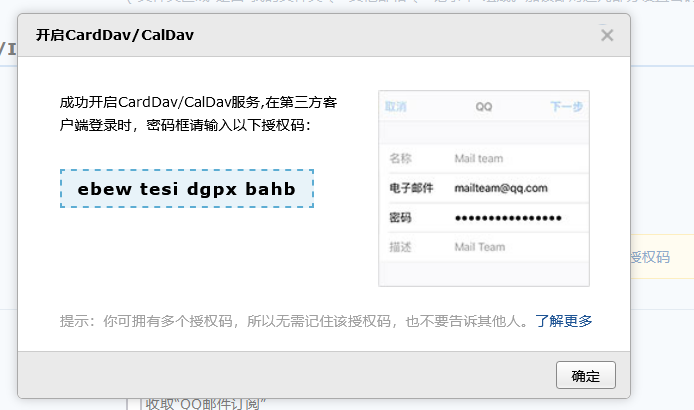 开启CardDav/CalDav
成功开启CardDav/CalDav服务,在第三方客
户端登录时，密码框请输入以下授权码：
ebew tesi dgpx bahb
取消 QQ 下一步
名称 Mail team
电子邮件 mailteam@qq.com
密码 ••••••••••••••••
描述 Mail Team
授权码
提示：你可拥有多个授权码，所以无需记住该授权码，也不要告诉其他人。了解更多
确定
收取“QQ邮件订阅”